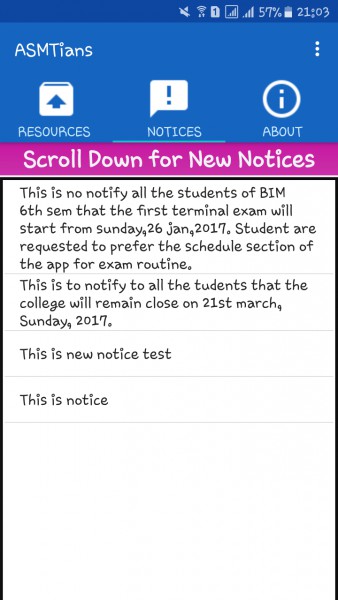 57% 21:03
ASMTians
RESOURCES NOTICES ABOUT
Scroll Down for New Notices
This is no notify all the students of BIM
6th sem that the first terminal exam will
start from sunday,26 jan,2017. Student are
requested to prefer the schedule section of
the app for exam routine.
This is to notify to all the tudents that the
college will remain close on 21st march,
Sunday, 2017.
This is new notice test
This is notice